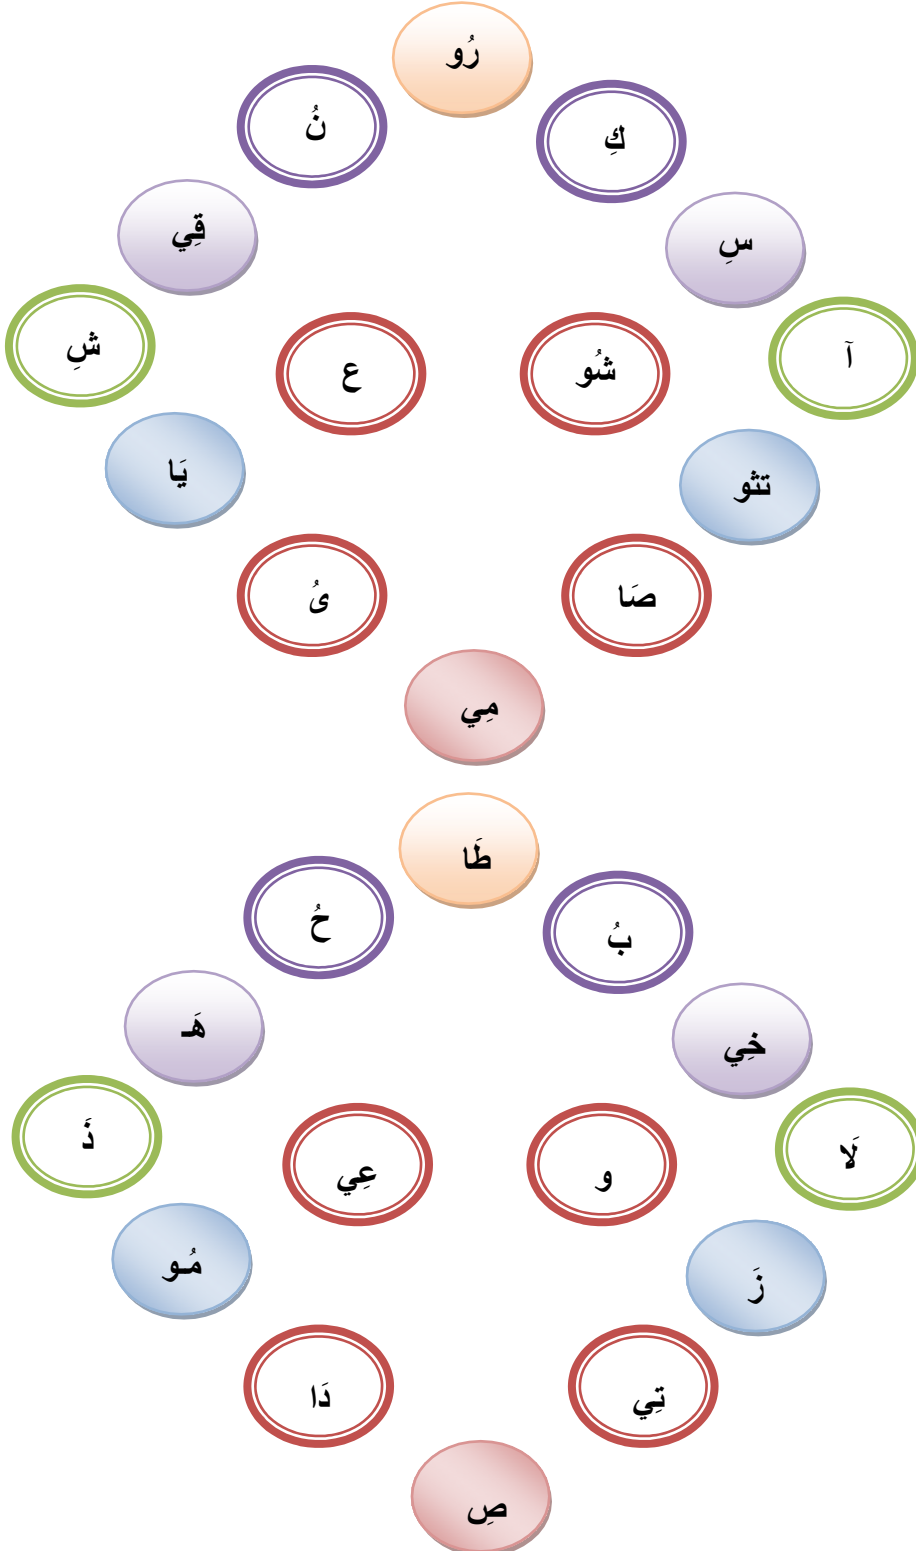 رُو
نُ
كِ
قِي
سِ
شِ
ع
شُو
آ
يَا
تثو
ىُ
صَا
مِي
طَا
حُ
بُ
هَـ
خِي
ذَ
عِي
و
لَا
مُـو
زَ
دَا
تِي
صِ